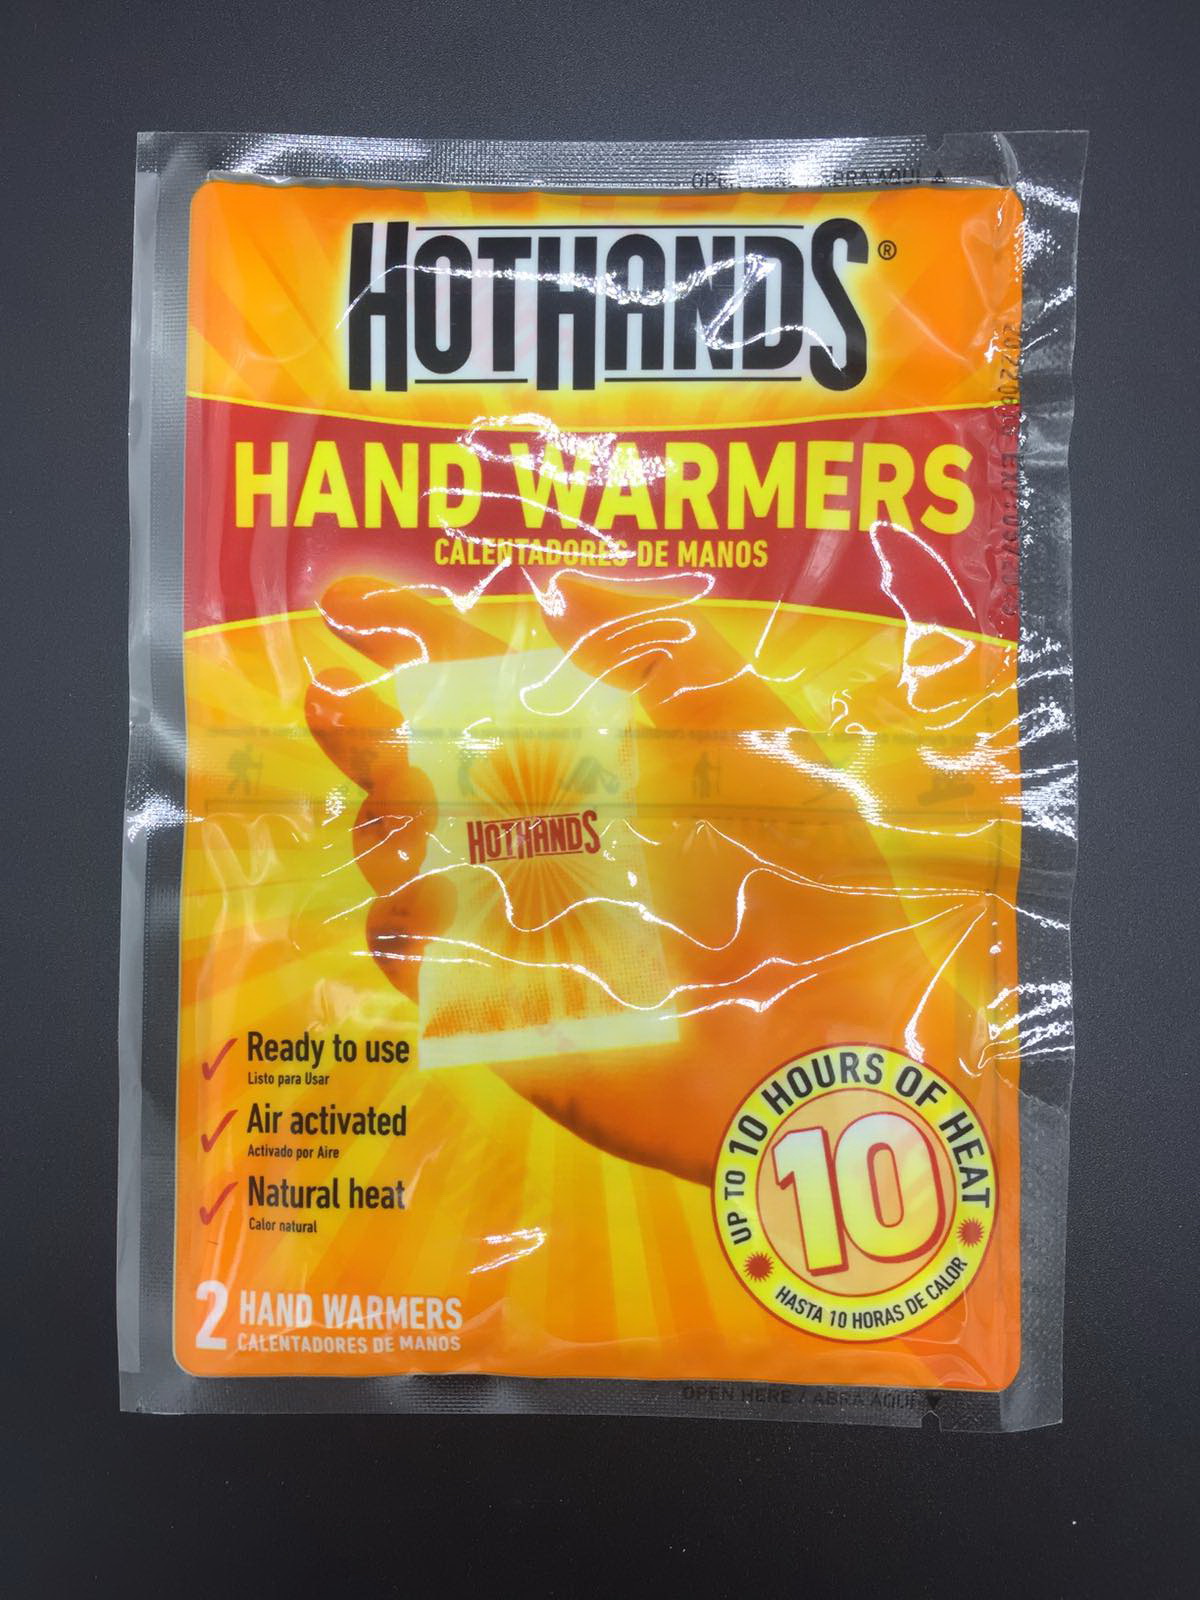 ABRA AQUI
HOTHANDS®
HAND WARMERS
CALENTADORES DE MANOS
HOTHANDS
Ready to use
Listo para Usar
Air activated
Activado por Aire
Natural heat
Calor natural
UP TO 10 HOURS OF HEAT
10
HASTA 10 HORAS DE CALOR
2 HAND WARMERS
CALENTADORES DE MANOS
OPEN HERE / ABRA AQUI